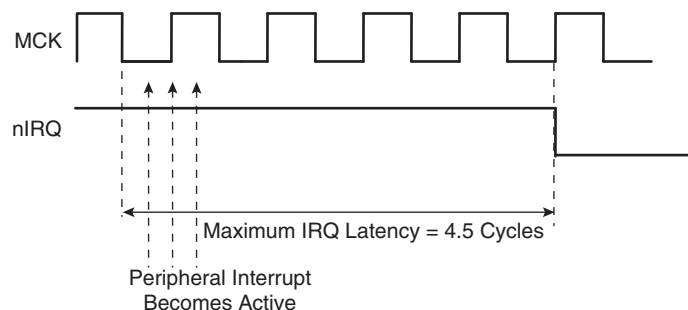 MCK
nIRQ
Maximum IRQ Latency = 4.5 Cycles
Peripheral Interrupt
Becomes Active